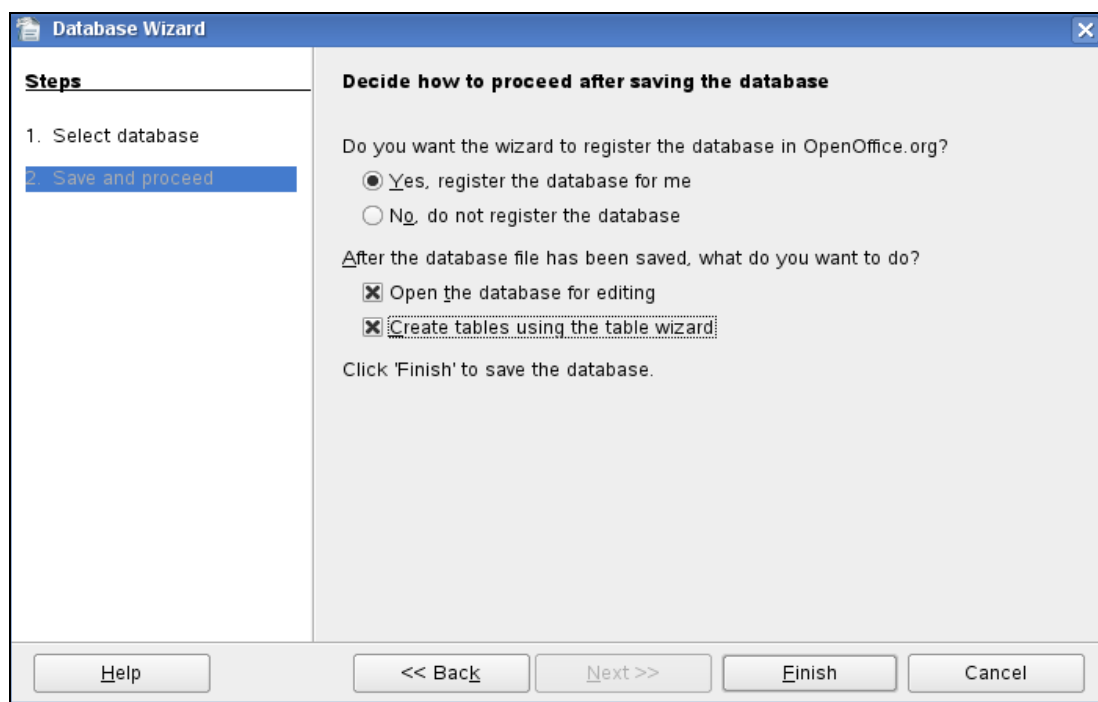 Database Wizard
Steps
1. Select database
2. Save and proceed
Decide how to proceed after saving the database
Do you want the wizard to register the database in OpenOffice.org?
Yes, register the database for me
No, do not register the database
After the database file has been saved, what do you want to do?
Open the database for editing
Create tables using the table wizard
Click 'Finish' to save the database.
Help
<< Back
Next >>
Finish
Cancel